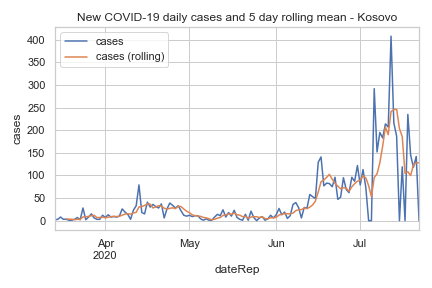 New COVID-19 daily cases and 5 day rolling mean - Kosovo
cases
cases (rolling)
400
350
300
250
200
150
100
50
0
cases
Apr
2020
May
Jun
Jul
dateRep